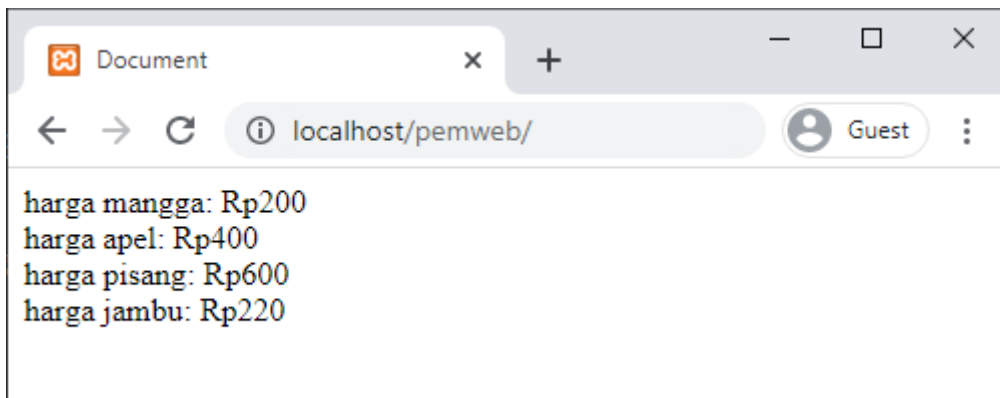 Document
localhost/pemweb/
Guest
harga mangga: Rp200
harga apel: Rp400
harga pisang: Rp600
harga jambu: Rp220